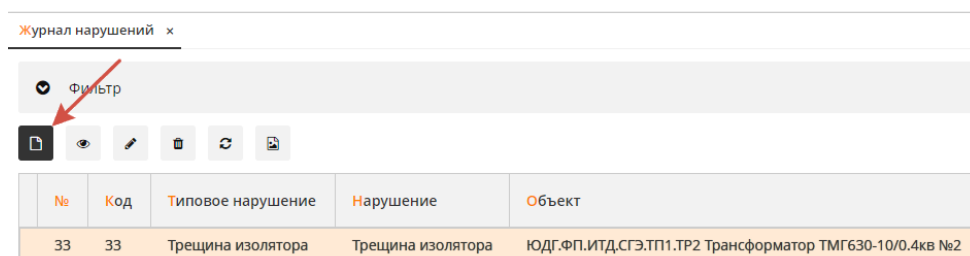 Журнал нарушений ×
Фильтр
№ Код Типовое нарушение Нарушение Объект
33 33 Трещина изолятора Трещина изолятора ЮДГ.ФП.ИТД.СГЭ.ТП1.ТР2 Трансформатор ТМГ630-10/0.4кв №2